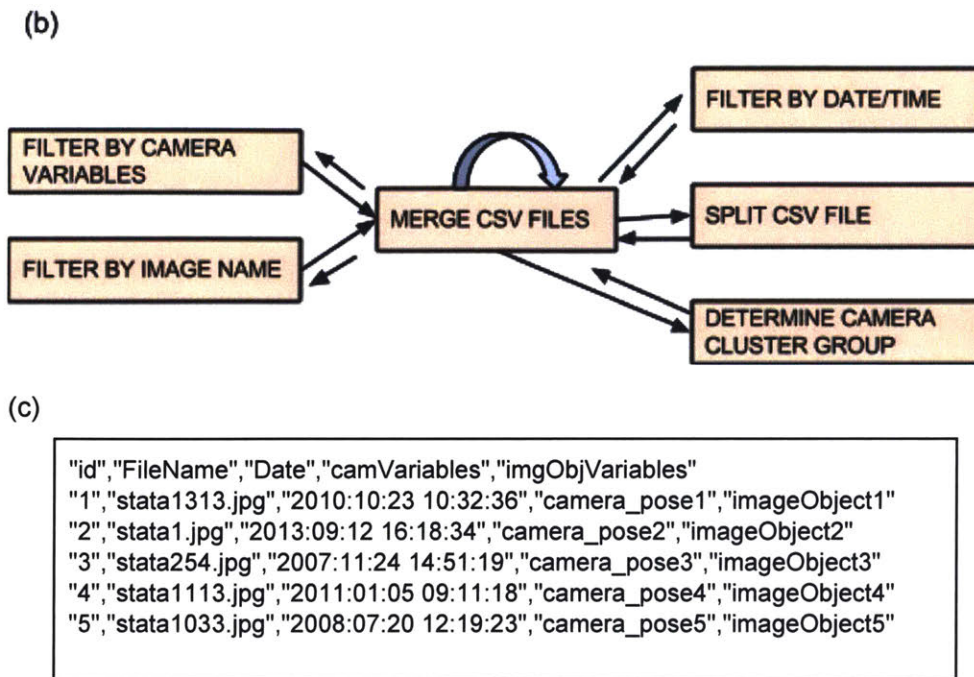 (b)
FILTER BY CAMERA
VARIABLES
FILTER BY IMAGE NAME
MERGE CSV FILES
FILTER BY DATE/TIME
SPLIT CSV FILE
DETERMINE CAMERA
CLUSTER GROUP
(c)
"id","FileName","Date","camVariables","imgObjVariables"
"1","stata1313.jpg","2010:10:23 10:32:36","camera_pose1","imageObject1"
"2","stata1.jpg","2013:09:12 16:18:34","camera_pose2","imageObject2"
"3","stata254.jpg","2007:11:24 14:51:19","camera_pose3","imageObject3"
"4","stata1113.jpg","2011:01:05 09:11:18","camera_pose4","imageObject4"
"5","stata1033.jpg","2008:07:20 12:19:23","camera_pose5","imageObject5"